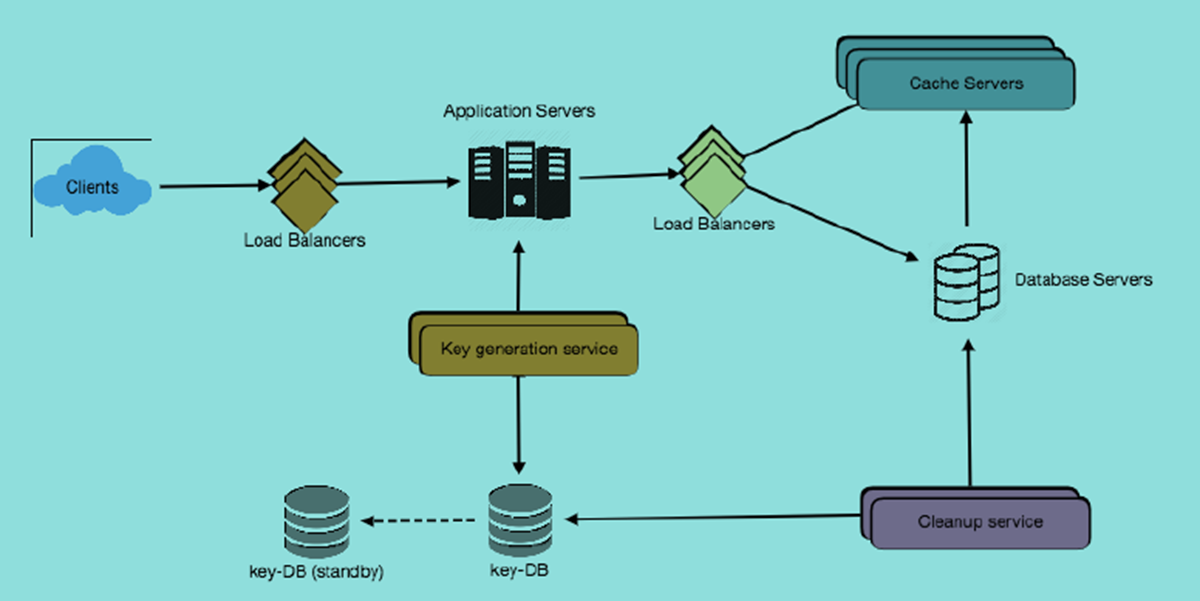 Cache Servers
Application Servers
Clients
Load Balancers
Load Balancers
Database Servers
Key generation service
Cleanup service
key-DB (standby)
key-DB